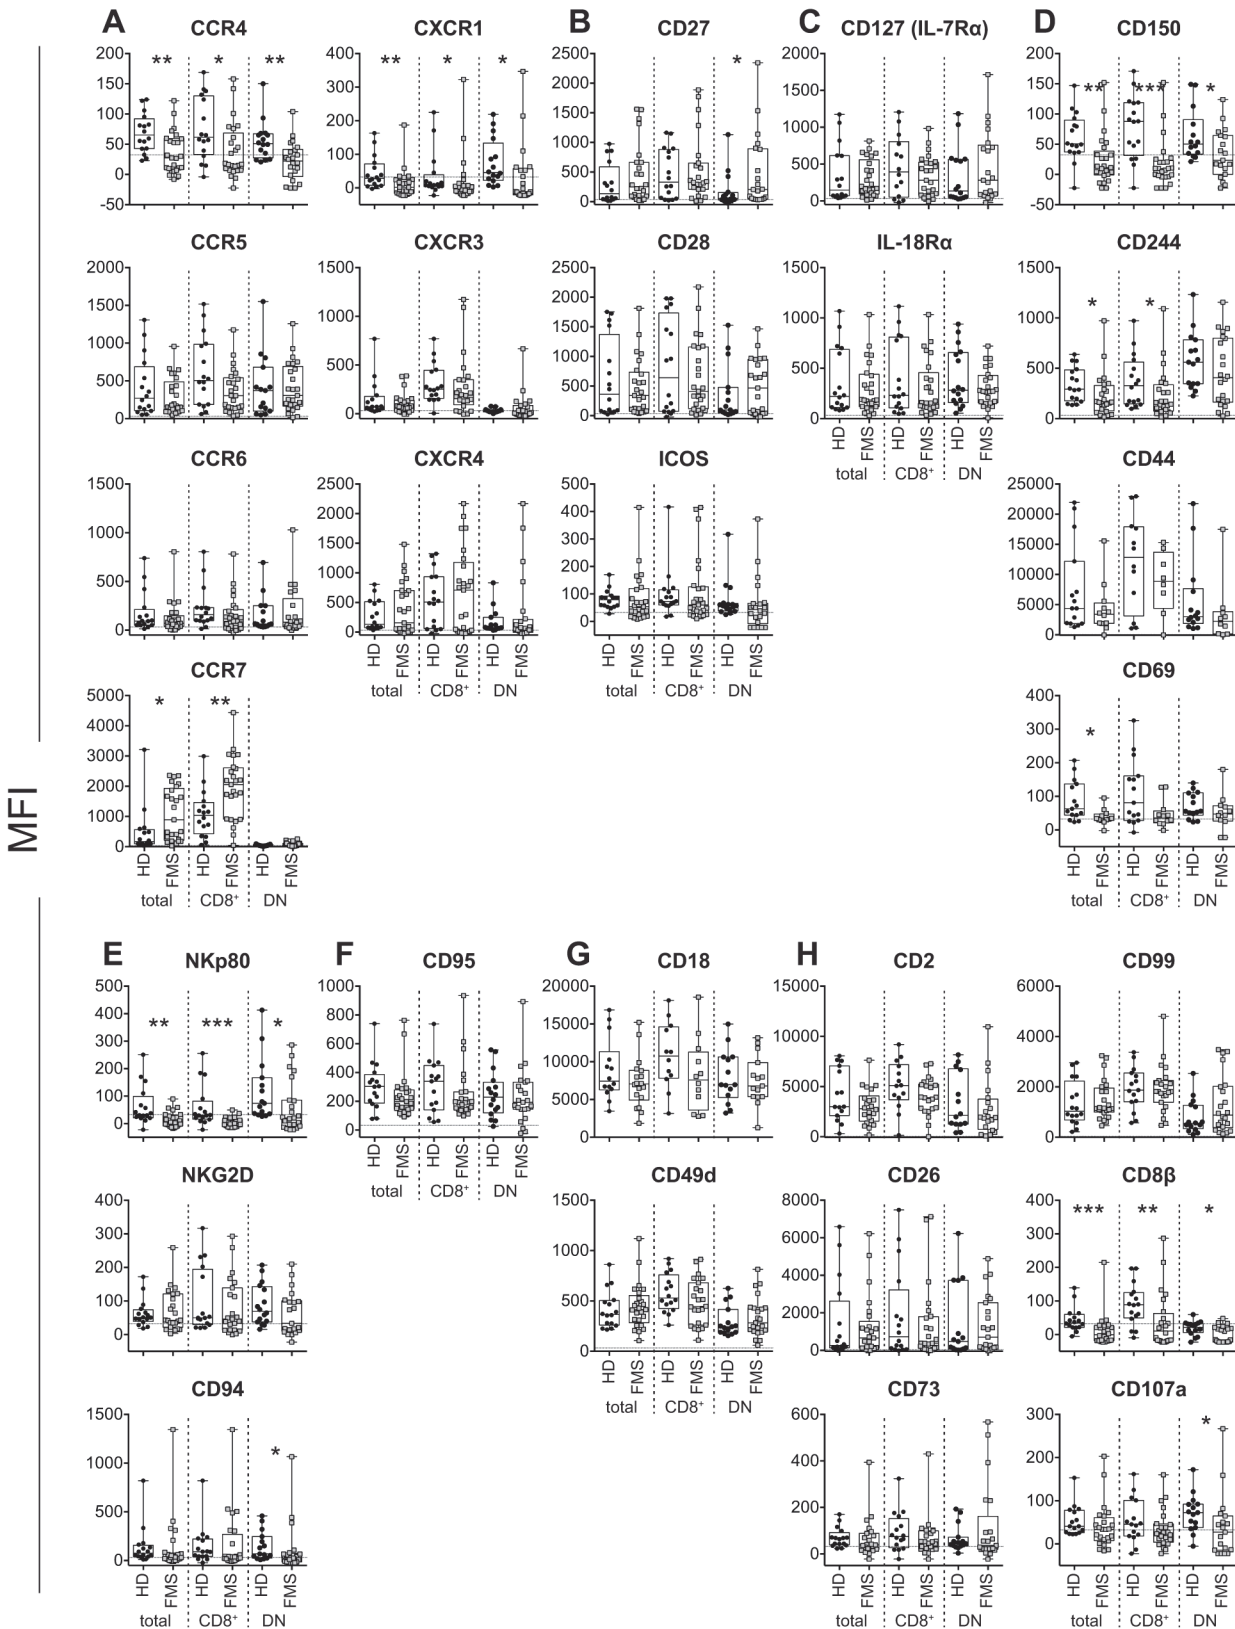 MFI
A
CCR4
** * **
200
150
100
50
0
-50
CXCR1
** * *
400
300
200
100
0
B
CD27
*
2500
2000
1500
1000
500
0
C
CD127 (IL-7Rα)
2000
1500
1000
500
0
D
CD150
** *** *
200
150
100
50
0
-50
CCR5
2000
1500
1000
500
0
CXCR3
1500
1000
500
0
CD28
2500
2000
1500
1000
500
0
IL-18Rα
1500
1000
500
0
HD FMS HD FMS HD FMS
total CD8⁺ DN
CD244
* *
1500
1000
500
0
CCR6
1500
1000
500
0
CXCR4
2500
2000
1500
1000
500
0
HD FMS HD FMS HD FMS
total CD8⁺ DN
ICOS
500
400
300
200
100
0
HD FMS HD FMS HD FMS
total CD8⁺ DN
CD44
25000
20000
15000
10000
5000
0
CCR7
* **
5000
4000
3000
2000
1000
0
HD FMS HD FMS HD FMS
total CD8⁺ DN
CD69
*
400
300
200
100
0
HD FMS HD FMS HD FMS
total CD8⁺ DN
E
NKp80
** *** *
500
400
300
200
100
0
F
CD95
1000
800
600
400
200
0
HD FMS HD FMS HD FMS
total CD8⁺ DN
G
CD18
20000
15000
10000
5000
0
H
CD2
15000
10000
5000
0
CD99
6000
4000
2000
0
NKG2D
400
300
200
100
0
CD49d
1500
1000
500
0
HD FMS HD FMS HD FMS
total CD8⁺ DN
CD26
8000
6000
4000
2000
0
CD8β
*** ** *
400
300
200
100
0
CD94
*
1500
1000
500
0
HD FMS HD FMS HD FMS
total CD8⁺ DN
CD73
600
400
200
0
HD FMS HD FMS HD FMS
total CD8⁺ DN
CD107a
*
300
200
100
0
HD FMS HD FMS HD FMS
total CD8⁺ DN